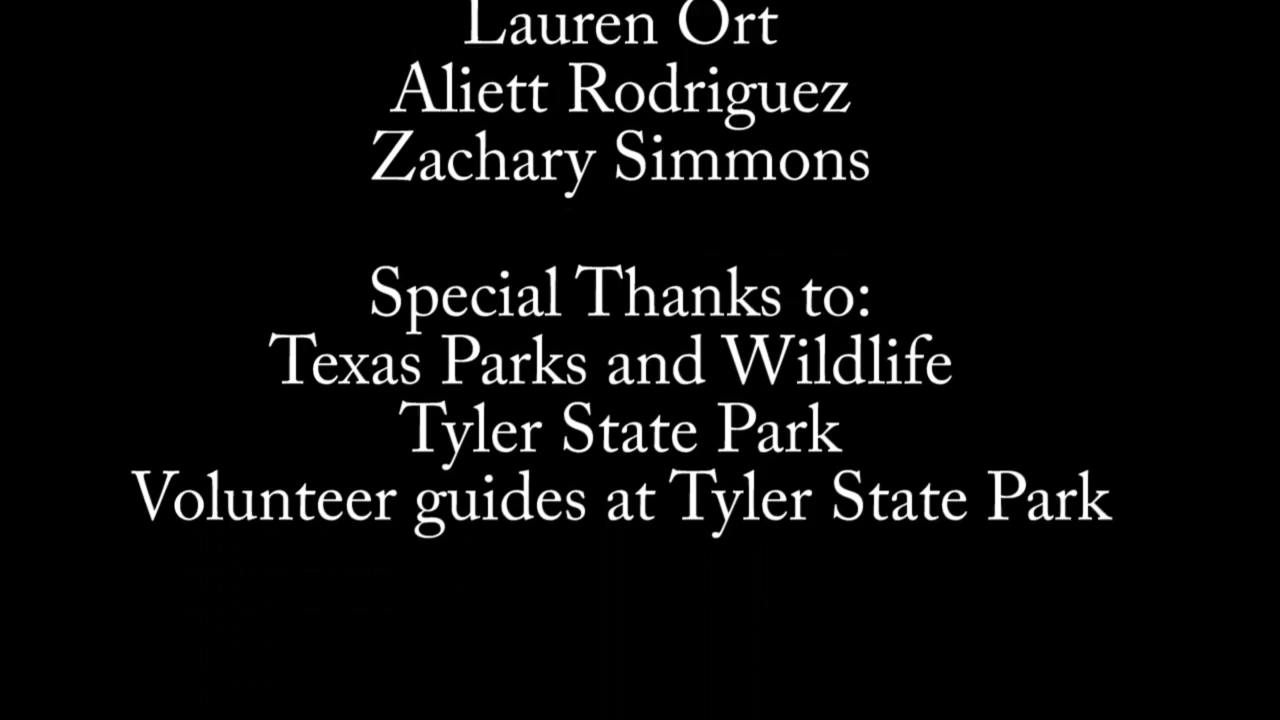 Lauren Ort
Aliett Rodriguez
Zachary Simmons
Special Thanks to:
Texas Parks and Wildlife
Tyler State Park
Volunteer guides at Tyler State Park